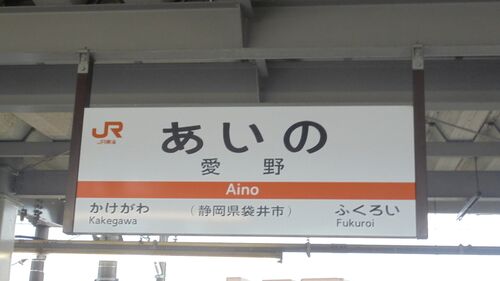 JR
JR東海
あいの
愛野
Aino
かけがわ
Kakegawa
(静岡県袋井市)
ふくろい
Fukuroi